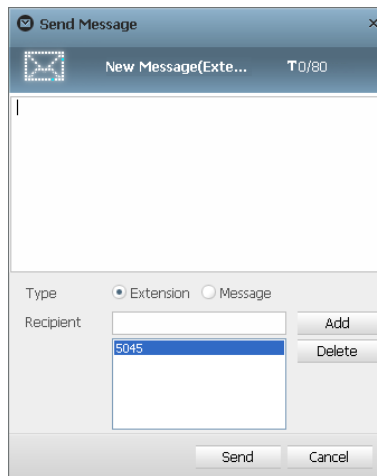 Send Message
New Message(Exte... T0/80
Type Extension Message
Recipient Add
5045 Delete
Send Cancel